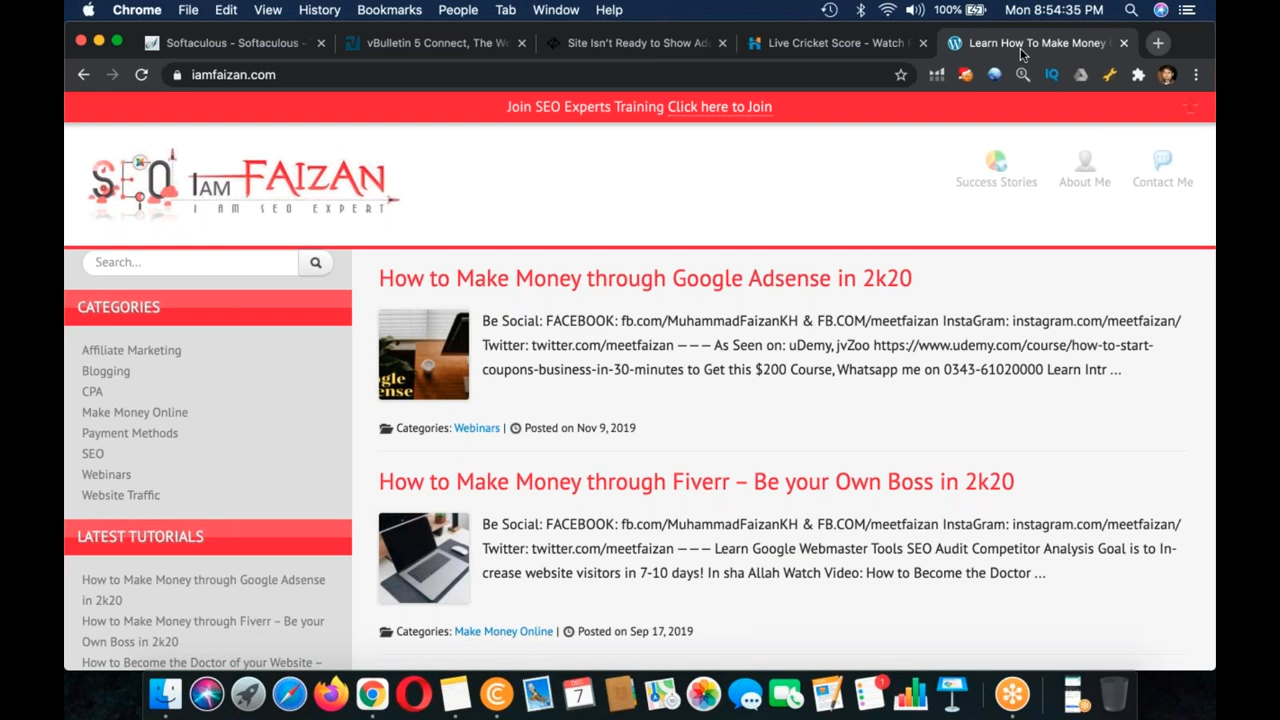 Chrome File Edit View History Bookmarks People Tab Window Help 100% Mon 8:54:35 PM
Softaculous - Softaculous - vBulletin 5 Connect, The Wo Site Isn't Ready to Show Ads Live Cricket Score - Watch F Learn How To Make Money
iamfaizan.com
Join SEO Experts Training Click here to Join
SEO I AM FAIZAN
I AM SEO EXPERT
Success Stories About Me Contact Me
Search...
CATEGORIES
Affiliate Marketing
Blogging
CPA
Make Money Online
Payment Methods
SEO
Webinars
Website Traffic
LATEST TUTORIALS
How to Make Money through Google Adsense
in 2k20
How to Make Money through Fiverr – Be your
Own Boss in 2k20
How to Become the Doctor of your Website –
How to Make Money through Google Adsense in 2k20
gle
ense
Be Social: FACEBOOK: fb.com/MuhammadFaizanKH & FB.COM/meetfaizan InstaGram: instagram.com/meetfaizan/
Twitter: twitter.com/meetfaizan ——— As Seen on: uDemy, jvZoo https://www.udemy.com/course/how-to-start-
coupons-business-in-30-minutes to Get this $200 Course, Whatsapp me on 0343-61020000 Learn Intr ...
Categories: Webinars | Posted on Nov 9, 2019
How to Make Money through Fiverr – Be your Own Boss in 2k20
Be Social: FACEBOOK: fb.com/MuhammadFaizanKH & FB.COM/meetfaizan InstaGram: instagram.com/meetfaizan/
Twitter: twitter.com/meetfaizan ——— Learn Google Webmaster Tools SEO Audit Competitor Analysis Goal is to In-
crease website visitors in 7-10 days! In sha Allah Watch Video: How to Become the Doctor ...
Categories: Make Money Online | Posted on Sep 17, 2019
7
1